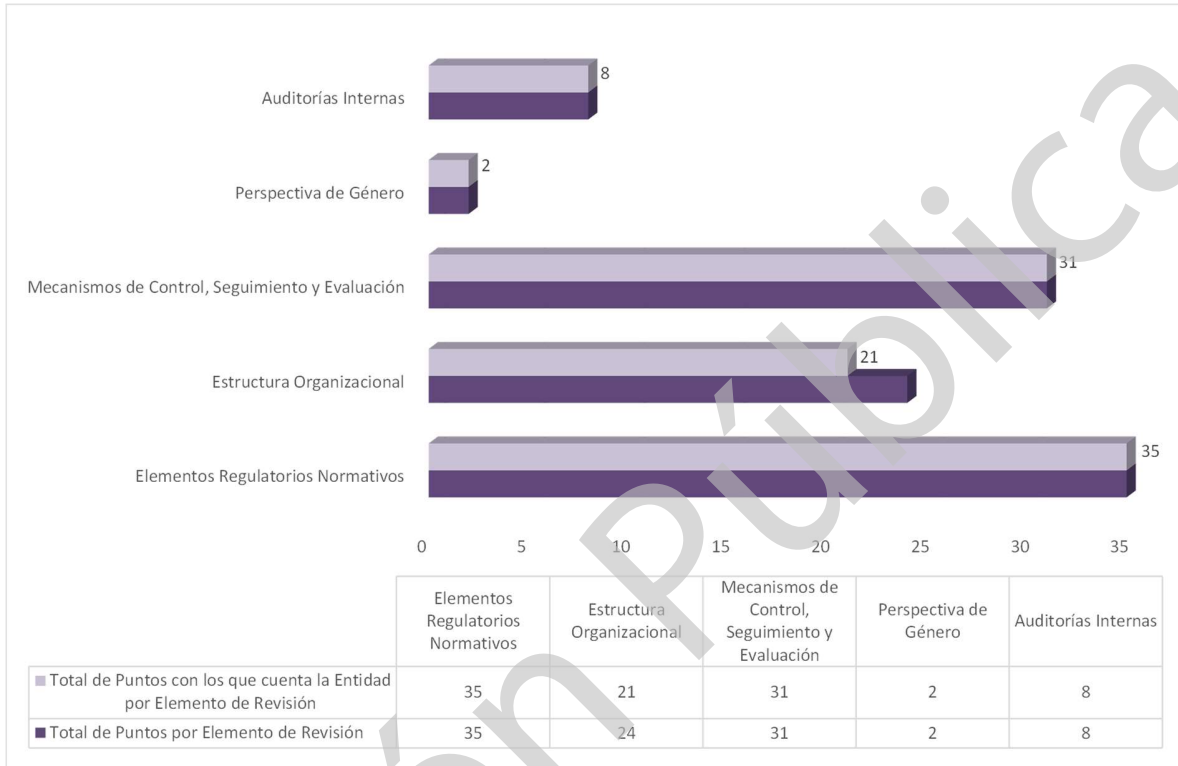 Auditorías Internas
8
Perspectiva de Género
2
Mecanismos de Control, Seguimiento y Evaluación
31
Estructura Organizacional
21
Elementos Regulatorios Normativos
35
0 5 10 15 20 25 30 35
Elementos
Regulatorios
Normativos
Estructura
Organizacional
Mecanismos de
Control,
Seguimiento y
Evaluación
Perspectiva de
Género
Auditorías Internas
Total de Puntos con los que cuenta la Entidad
por Elemento de Revisión
35 21 31 2 8
Total de Puntos por Elemento de Revisión 35 24 31 2 8
ón Pública